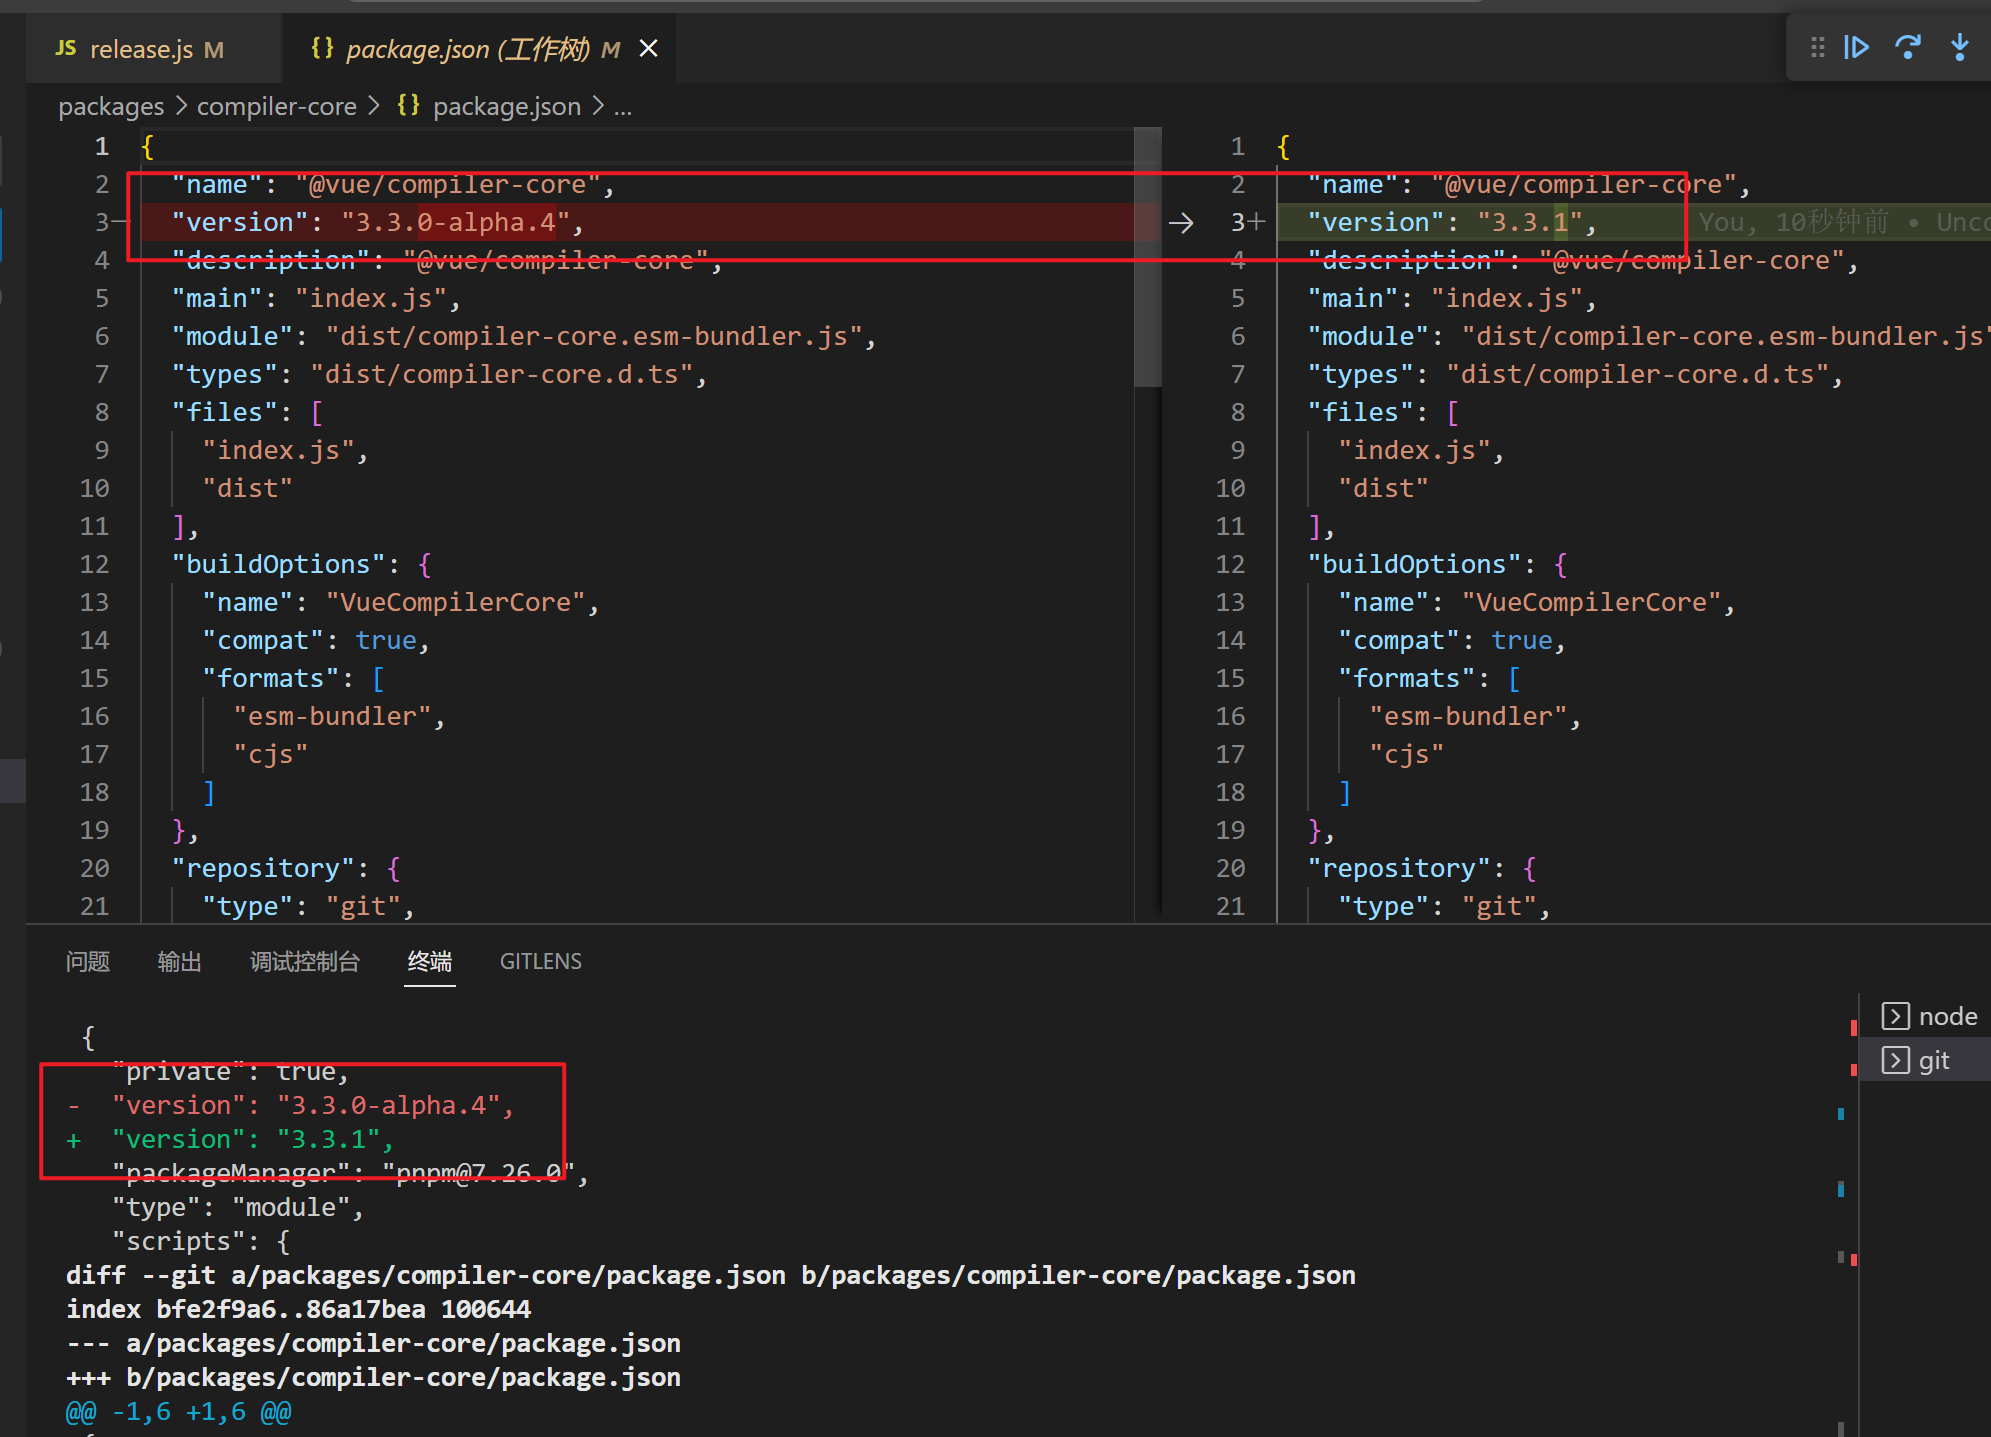 JS release.js M
{} package.json (工作树) M
packages > compiler-core > {} package.json > ...
1 {
2 "name": "@vue/compiler-core",
3— "version": "3.3.0-alpha.4",
4 "description": "@vue/compiler-core",
5 "main": "index.js",
6 "module": "dist/compiler-core.esm-bundler.js",
7 "types": "dist/compiler-core.d.ts",
8 "files": [
9 "index.js",
10 "dist"
11 ],
12 "buildOptions": {
13 "name": "VueCompilerCore",
14 "compat": true,
15 "formats": [
16 "esm-bundler",
17 "cjs"
18 ]
19 },
20 "repository": {
21 "type": "git",
1 {
2 "name": "@vue/compiler-core",
3+ "version": "3.3.1", You, 10秒钟前 • Unco
4 "description": "@vue/compiler-core",
5 "main": "index.js",
6 "module": "dist/compiler-core.esm-bundler.js"
7 "types": "dist/compiler-core.d.ts",
8 "files": [
9 "index.js",
10 "dist"
11 ],
12 "buildOptions": {
13 "name": "VueCompilerCore",
14 "compat": true,
15 "formats": [
16 "esm-bundler",
17 "cjs"
18 ]
19 },
20 "repository": {
21 "type": "git",
问题 输出 调试控制台 终端 GITLENS
{
"private": true,
- "version": "3.3.0-alpha.4",
+ "version": "3.3.1",
"packageManager": "pnpm@7.26.0",
"type": "module",
"scripts": {
diff --git a/packages/compiler-core/package.json b/packages/compiler-core/package.json
index bfe2f9a6..86a17bea 100644
--- a/packages/compiler-core/package.json
+++ b/packages/compiler-core/package.json
@@ -1,6 +1,6 @@
node
git